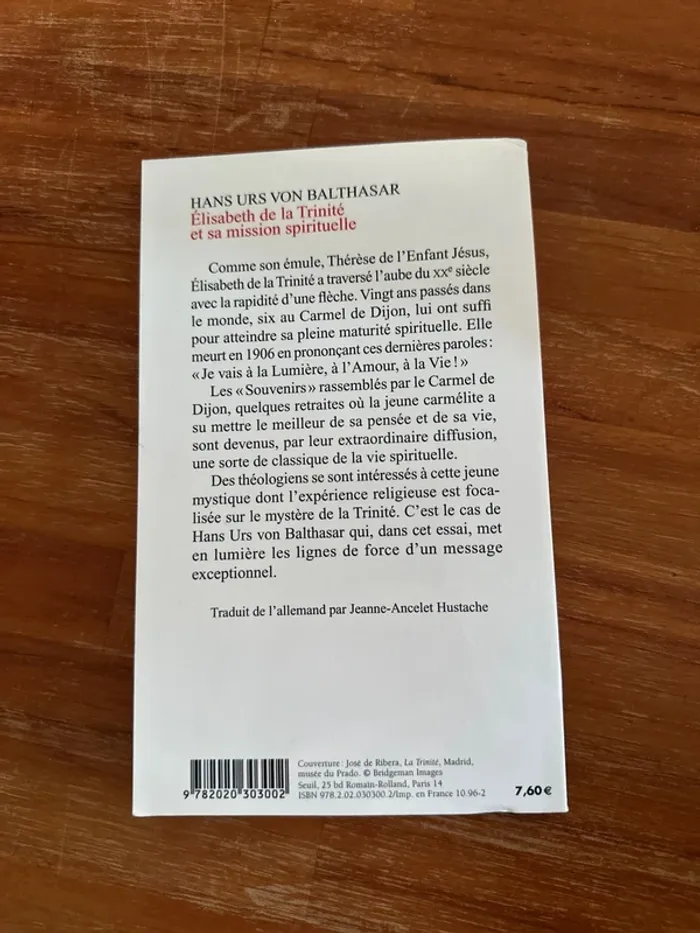 HANS URS VON BALTHASAR
Élisabeth de la Trinité
et sa mission spirituelle
Comme son émule, Thérèse de l'Enfant Jésus,
Élisabeth de la Trinité a traversé l'aube du XXe siècle
avec la rapidité d'une flèche. Vingt ans passés dans
le monde, six au Carmel de Dijon, lui ont suffi
pour atteindre sa pleine maturité spirituelle. Elle
meurt en 1906 en prononçant ces dernières paroles :
« Je vais à la Lumière, à l'Amour, à la Vie ! »
Les « Souvenirs » rassemblés par le Carmel de
Dijon, quelques retraites où la jeune carmélite a
su mettre le meilleur de sa pensée et de sa vie,
sont devenus, par leur extraordinaire diffusion,
une sorte de classique de la vie spirituelle.
Des théologiens se sont intéressés à cette jeune
mystique dont l'expérience religieuse est foca-
lisée sur le mystère de la Trinité. C'est le cas de
Hans Urs von Balthasar qui, dans cet essai, met
en lumière les lignes de force d'un message
exceptionnel.
Traduit de l'allemand par Jeanne-Ancelet Hustache
Couverture : José de Ribera, La Trinité, Madrid,
musée du Prado. © Bridgeman Images
Seuil, 25 bd Romain-Rolland, Paris 14
ISBN 978.2.02.030300.2/Imp. en France 10.96-2
9 782020 303002
7,60 €